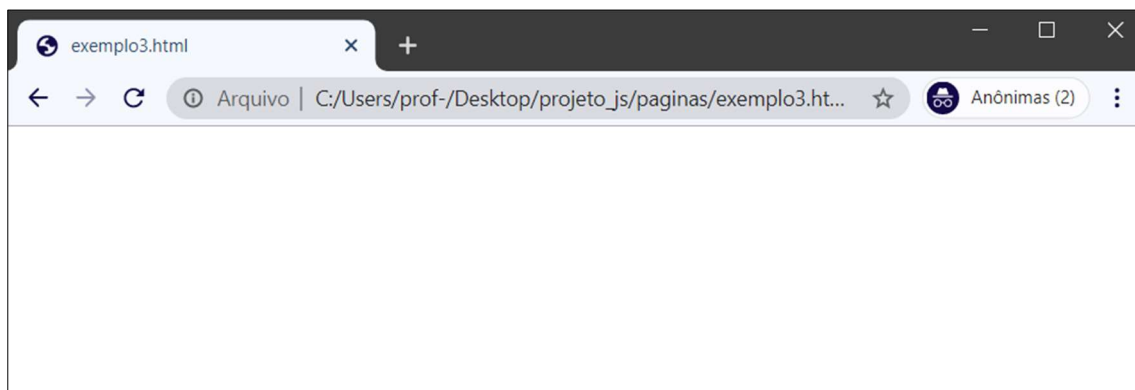 exemplo3.html
Arquivo | C:/Users/prof-/Desktop/projeto_js/paginas/exemplo3.ht... Anônimas (2)